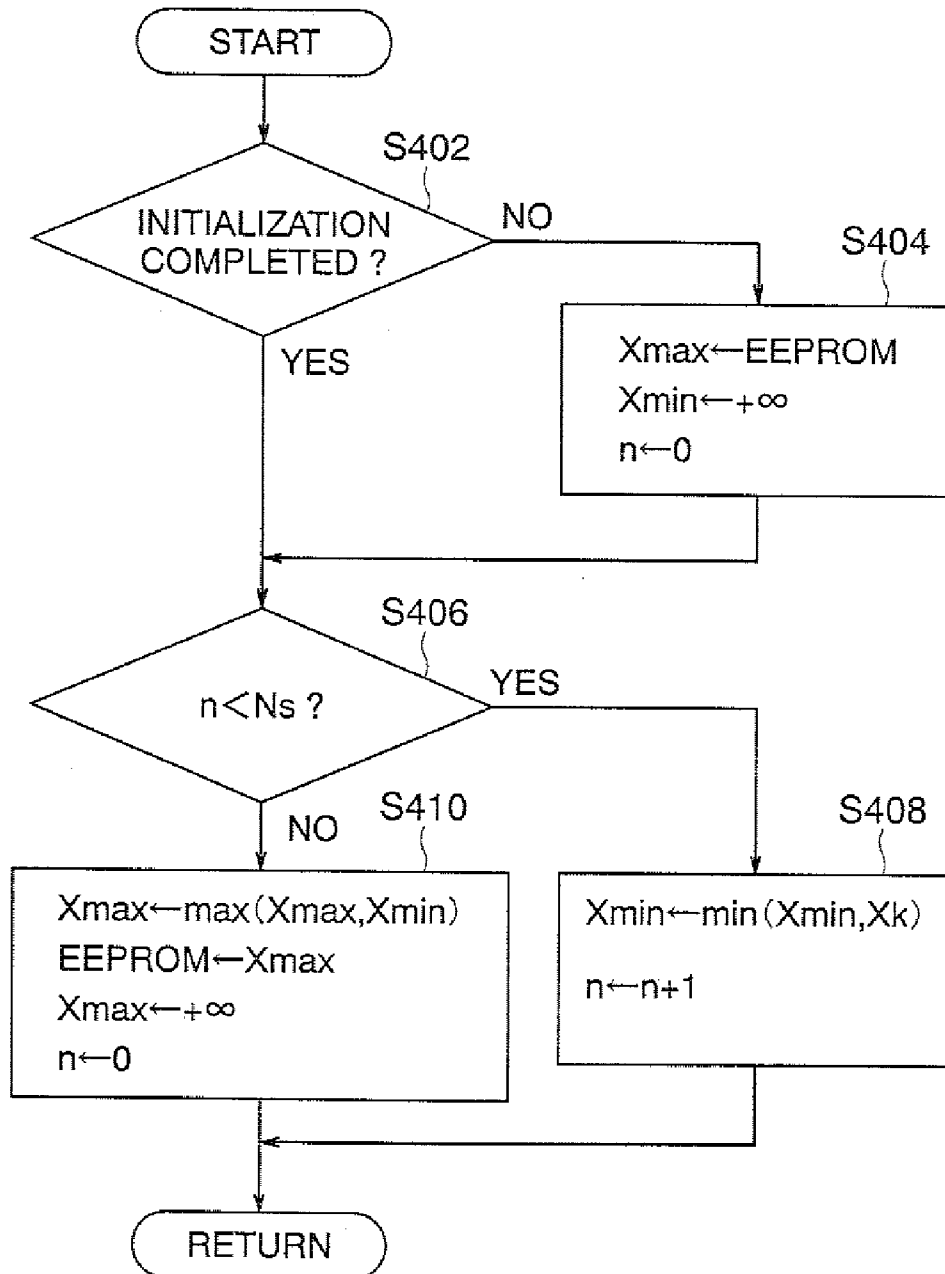 START
S402
INITIALIZATION
COMPLETED ?
NO
YES
S404
Xmax←EEPROM
Xmin←+∞
n←0
S406
n<Ns ?
YES
NO
S410
Xmax←max(Xmax,Xmin)
EEPROM←Xmax
Xmax←+∞
n←0
S408
Xmin←min(Xmin,Xk)
n←n+1
RETURN